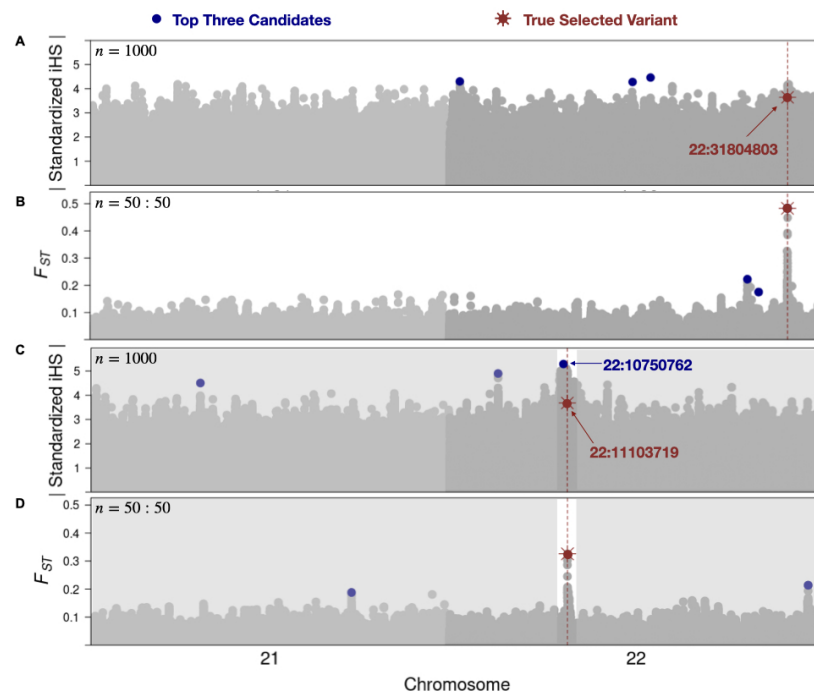 Top Three Candidates
True Selected Variant
A
n = 1000
| Standardized iHS |
5
4
3
2
1
22:31804803
B
n = 50 : 50
F_ST
0.5
0.4
0.3
0.2
0.1
C
n = 1000
| Standardized iHS |
5
4
3
2
1
22:10750762
22:11103719
D
n = 50 : 50
F_ST
0.5
0.4
0.3
0.2
0.1
21
22
Chromosome